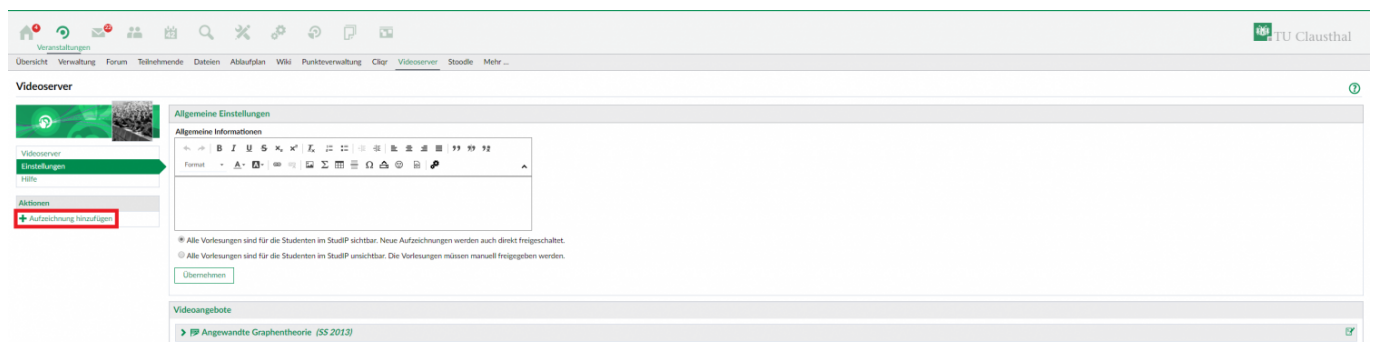 4
22
Veranstaltungen
TU Clausthal
Übersicht Verwaltung Forum Teilnehmende Dateien Ablaufplan Wiki Punkteverwaltung Cliqr Videoserver Stoodle Mehr ...
Videoserver
Videoserver
Einstellungen
Hilfe
Aktionen
Aufzeichnung hinzufügen
Allgemeine Einstellungen
Allgemeine Informationen
Format
Alle Vorlesungen sind für die Studenten im StudIP sichtbar. Neue Aufzeichnungen werden auch direkt freigeschaltet.
Alle Vorlesungen sind für die Studenten im StudIP unsichtbar. Die Vorlesungen müssen manuell freigegeben werden.
Übernehmen
Videoangebote
Angewandte Graphentheorie (SS 2013)